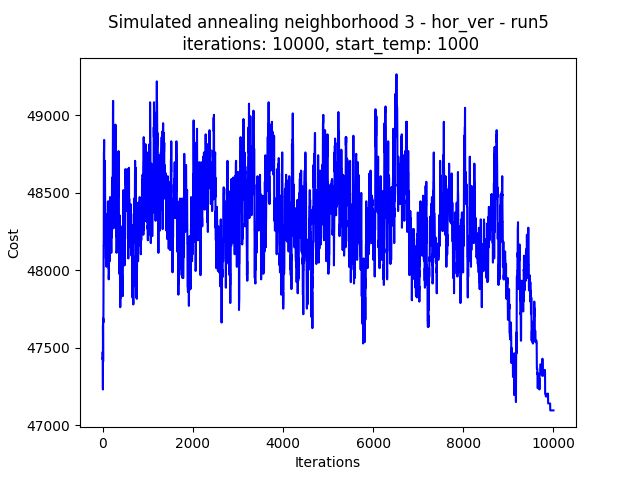 Simulated annealing neighborhood 3 - hor_ver - run5
iterations: 10000, start_temp: 1000
49000
48500
48000
47500
47000
Cost
0 2000 4000 6000 8000 10000
Iterations